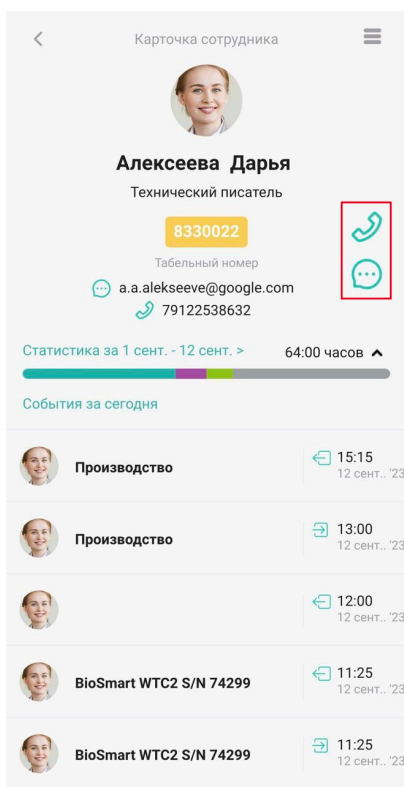 Карточка сотрудника
Алексеева Дарья
Технический писатель
8330022
Табельный номер
a.a.alekseeve@google.com
79122538632
Статистика за 1 сент. - 12 сент. > 64:00 часов
События за сегодня
Производство 15:15
12 сент.. '23
Производство 13:00
12 сент.. '23
12:00
12 сент.. '23
BioSmart WTC2 S/N 74299 11:25
12 сент.. '23
BioSmart WTC2 S/N 74299 11:25
12 сент.. '23